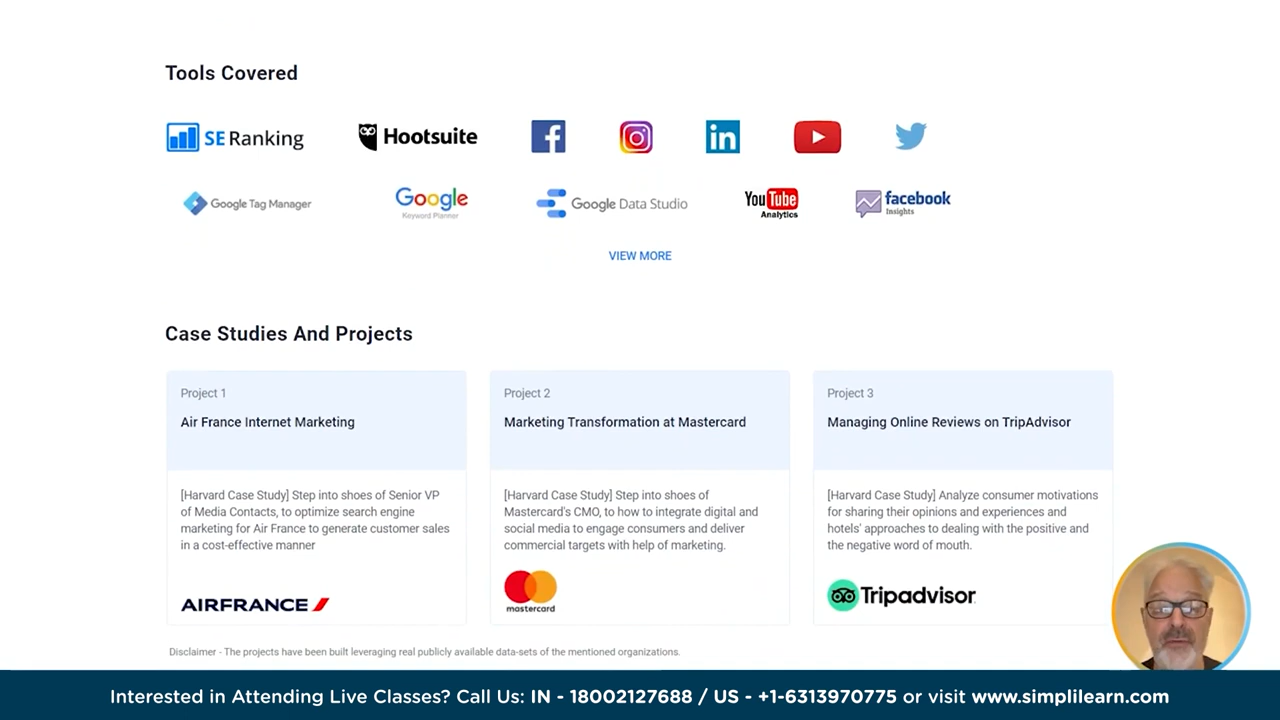 Tools Covered
SE Ranking
Hootsuite
in
Google Tag Manager
Google
Keyword Planner
Google Data Studio
YouTube
Analytics
facebook
Insights
VIEW MORE
Case Studies And Projects
Project 1
Air France Internet Marketing
[Harvard Case Study] Step into shoes of Senior VP
of Media Contacts, to optimize search engine
marketing for Air France to generate customer sales
in a cost-effective manner
AIRFRANCE
Project 2
Marketing Transformation at Mastercard
[Harvard Case Study] Step into shoes of
Mastercard's CMO, to how to integrate digital and
social media to engage consumers and deliver
commercial targets with help of marketing.
mastercard
Project 3
Managing Online Reviews on TripAdvisor
[Harvard Case Study] Analyze consumer motivations
for sharing their opinions and experiences and
hotels' approaches to dealing with the positive and
the negative word of mouth.
Tripadvisor
Disclaimer - The projects have been built leveraging real publicly available data-sets of the mentioned organizations.
Interested in Attending Live Classes? Call Us: IN - 18002127688 / US - +1-6313970775 or visit www.simplilearn.com